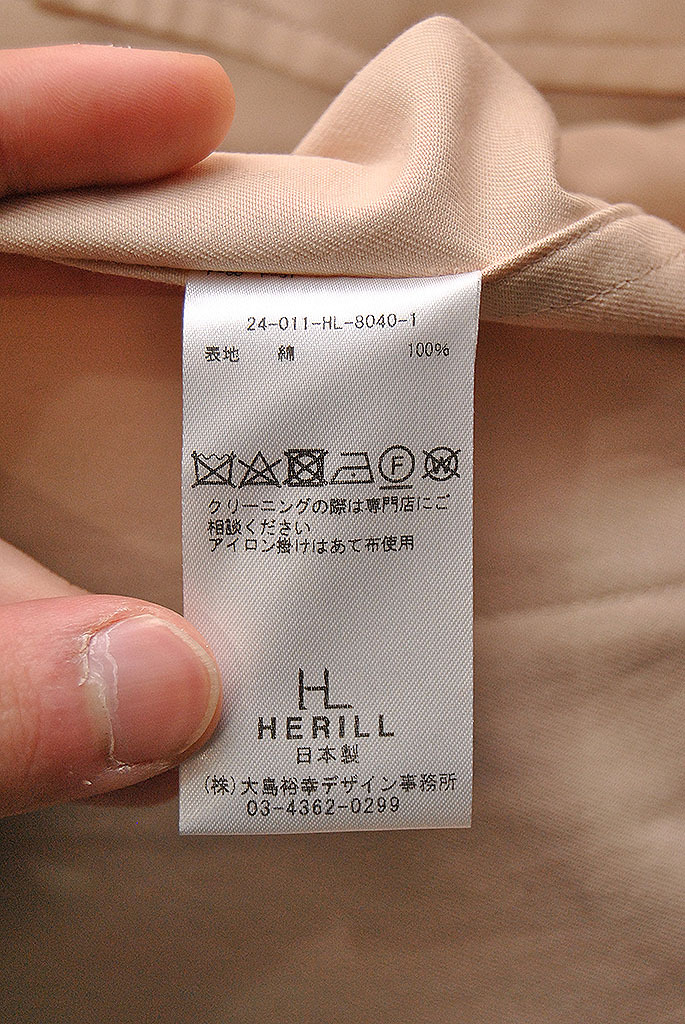 24-011-HL-8040-1
表地 綿 100%
F W
クリーニングの際は専門店にご
相談ください
アイロン掛けはあて布使用
HL
HERILL
日本製
(株)大島裕幸デザイン事務所
03-4362-0299